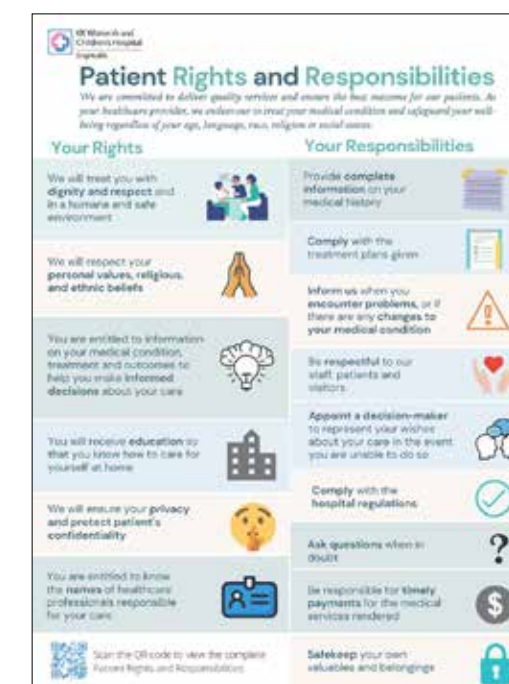 KK Women's and
Children's Hospital
SingHealth
Patient Rights and Responsibilities
We are committed to deliver quality services and ensure the best outcome for our patients. As
your healthcare provider, we endeavour to treat your medical condition and safeguard your well-
being regardless of your age, language, race, religion or social status.
Your Rights
We will treat you with
dignity and respect and
in a humane and safe
environment
We will respect your
personal values, religious,
and ethnic beliefs
You are entitled to information
on your medical condition,
treatment and outcomes to
help you make informed
decisions about your care
You will receive education so
that you know how to care for
yourself at home
We will ensure your privacy
and protect patient's
confidentiality
You are entitled to know
the names of healthcare
professionals responsible
for your care
Scan the QR code to view the complete
Patient Rights and Responsibilities
Your Responsibilities
Provide complete
information on your
medical history
Comply with the
treatment plans given
Inform us when you
encounter problems, or if
there are any changes to
your medical condition
Be respectful to our
staff, patients and
visitors
Appoint a decision-maker
to represent your wishes
about your care in the event
you are unable to do so
Comply with the
hospital regulations
Ask questions when in
doubt
Be responsible for timely
payments for the medical
services rendered
Safekeep your own
valuables and belongings